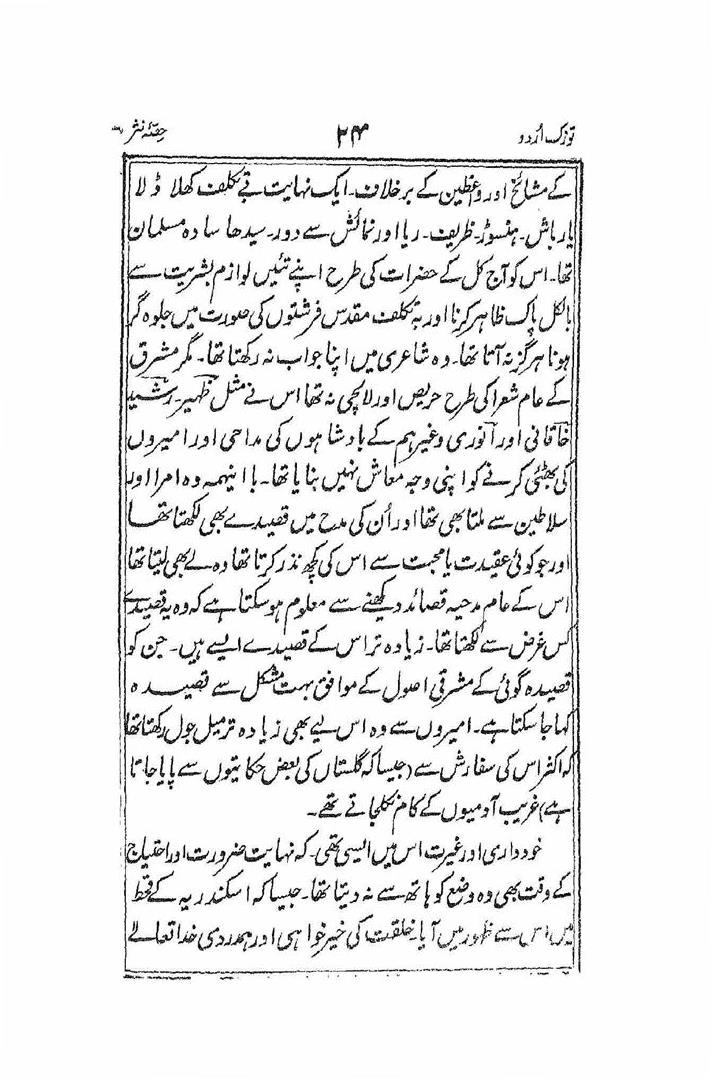 توزک اُردو ۲۴ حصّۂ نثر
کے مشائخ اور واعظین کے برخلاف۔ ایک نہایت بے تکلف کھلا ڈلا
یارباش۔ ہنسوڑ۔ ظریف۔ ریا اور نمائش سے دور۔ سیدھا سادہ مسلمان
تھا۔ اس کو آج کل کے حضرات کی طرح اپنے تئیں لوازم بشریت سے
بالکل پاک ظاہر کرنا اور بہ تکلف مقدس فرشتوں کی صورت میں جلوہ گر
ہونا ہرگز نہ آتا تھا۔ وہ شاعری میں اپنا جواب نہ رکھتا تھا۔ مگر مشرق
کے عام شعرا کی طرح حریص اور لالچی نہ تھا اس نے مثل ظہیر۔ رشید
خاقانی اور انوری وغیرہم کے بادشاہوں کی مداحی اور امیروں
کی بھٹئی کرنے کو اپنی وجہ معاش نہیں بنایا تھا۔ با اینہمہ وہ امرا اور
سلاطین سے ملتا بھی تھا اور اُن کی مدح میں قصیدے بھی لکھتا تھا
اور جو کوئی عقیدت یا محبت سے اس کی کچھ نذر کرتا تھا وہ لے بھی لیتا تھا
اس کے عام مدحیہ قصائد دیکھنے سے معلوم ہو سکتا ہے کہ وہ یہ قصیدے
کس غرض سے لکھتا تھا۔ زیادہ تر اس کے قصیدے ایسے ہیں۔ جن کو
قصیدہ گوئی کے مشرقی اصول کے موافق بہت مشکل سے قصیدہ
کہا جا سکتا ہے۔ امیروں سے وہ اس لیے بھی زیادہ تر میل جول رکھتا تھا
کہ اکثر اس کی سفارش سے (جیسا کہ گلستاں کی بعض حکایتوں سے پایا جاتا
ہے) غریب آدمیوں کے کام نکلجاتے تھے۔
خود داری اور غیرت اس میں ایسی تھی۔ کہ نہایت ضرورت اور احتیاج
کے وقت بھی وہ وضع کو ہاتھ سے نہ دیتا تھا۔ جیسا کہ اسکندریہ کے قحط
میں اس سے ظہور میں آیا۔ خلقت کی خیر خواہی اور ہمدردی خدا تعالے